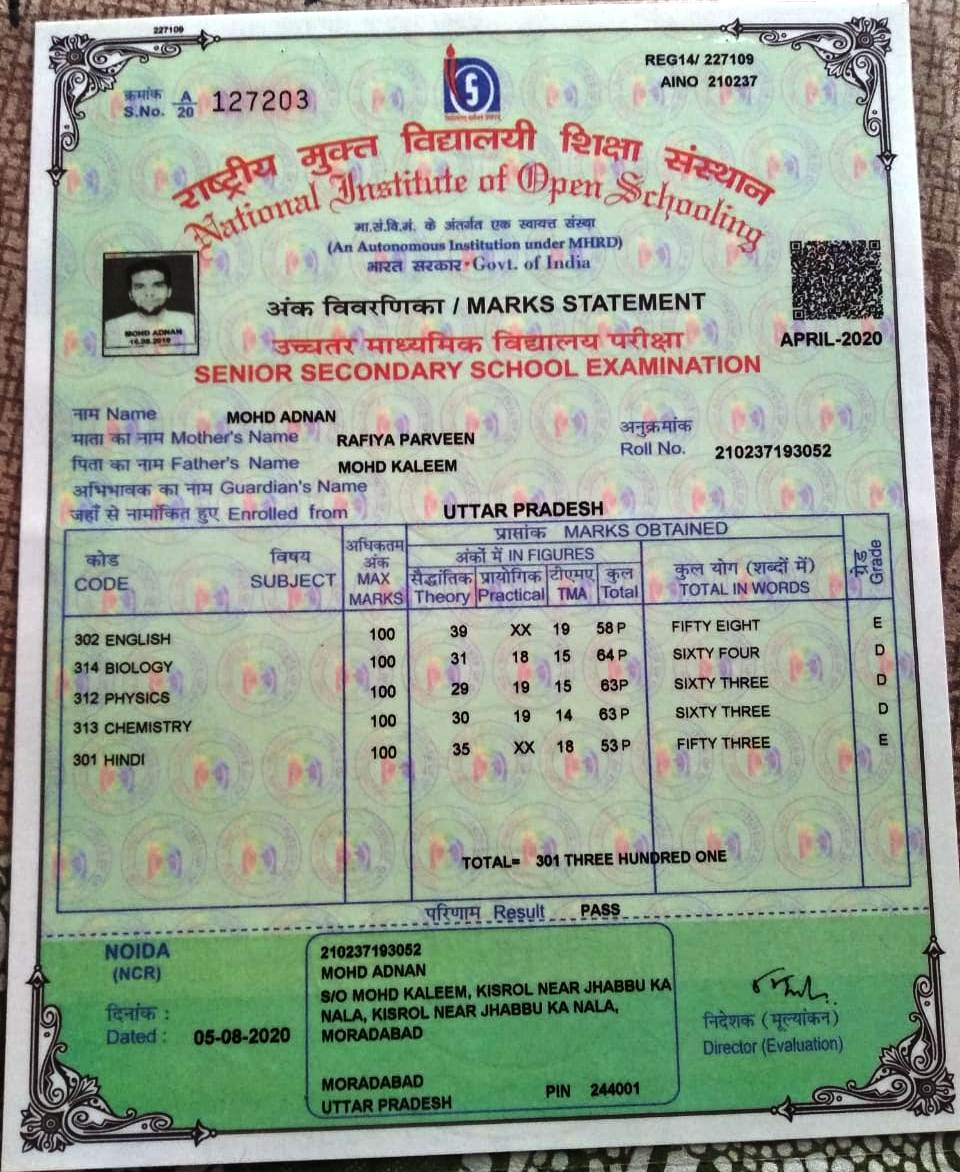 227109
REG14/ 227109
AINO 210237
क्रमांक
S.No. A/20 127203
राष्ट्रीय मुक्त विद्यालयी शिक्षा संस्थान
National Institute of Open Schooling
मा.सं.वि.मं. के अंतर्गत एक स्वायत्त संस्था
(An Autonomous Institution under MHRD)
भारत सरकार Govt. of India
MOHD ADNAN
अंक विवरणिका / MARKS STATEMENT
APRIL-2020
उच्चतर माध्यमिक विद्यालय परीक्षा
SENIOR SECONDARY SCHOOL EXAMINATION
नाम Name MOHD ADNAN
माता का नाम Mother's Name RAFIYA PARVEEN
अनुक्रमांक
Roll No. 210237193052
पिता का नाम Father's Name MOHD KALEEM
अभिभावक का नाम Guardian's Name
जहाँ से नामांकित हुए Enrolled from UTTAR PRADESH
कोड
CODE
विषय
SUBJECT
अधिकतम
अंक
MAX
MARKS
प्राप्तांक MARKS OBTAINED
अंकों में IN FIGURES
सैद्धांतिक प्रायोगिक टीएमए कुल
Theory Practical TMA Total
कुल योग (शब्दों में)
TOTAL IN WORDS
ग्रेड
Grade
302 ENGLISH 100 39 XX 19 58 P FIFTY EIGHT E
314 BIOLOGY 100 31 18 15 64 P SIXTY FOUR D
312 PHYSICS 100 29 19 15 63P SIXTY THREE D
313 CHEMISTRY 100 30 19 14 63 P SIXTY THREE D
301 HINDI 100 35 XX 18 53 P FIFTY THREE E
TOTAL= 301 THREE HUNDRED ONE
परिणाम Result PASS
NOIDA
(NCR)
दिनांक :
Dated : 05-08-2020
210237193052
MOHD ADNAN
S/O MOHD KALEEM, KISROL NEAR JHABBU KA
NALA, KISROL NEAR JHABBU KA NALA,
MORADABAD
MORADABAD PIN 244001
UTTAR PRADESH
निदेशक (मूल्यांकन)
Director (Evaluation)